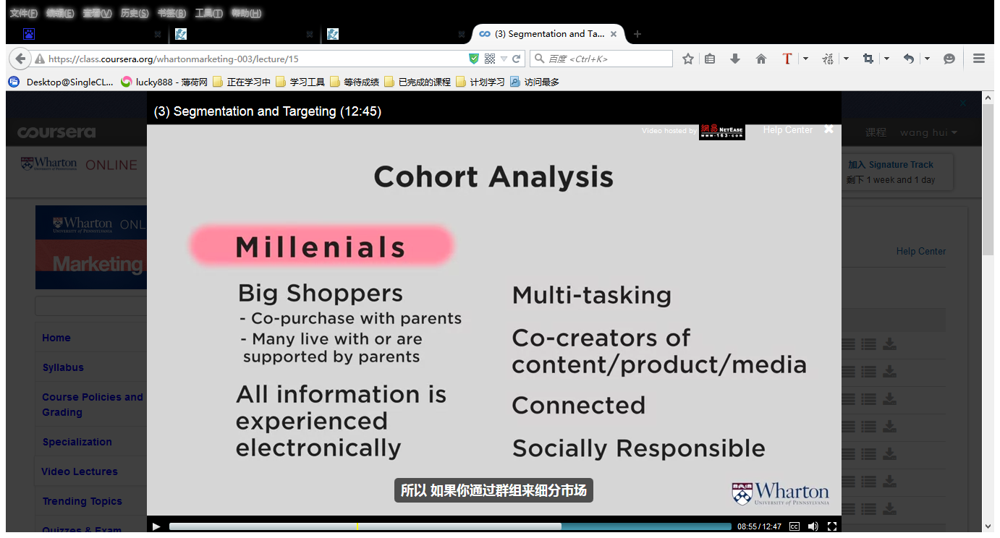 文件(F) 编辑(E) 查看(V) 历史(S) 书签(B) 工具(T) 帮助(H)
(3) Segmentation and Ta...
https://class.coursera.org/whartonmarketing-003/lecture/15
百度 <Ctrl+K>
Desktop@SingleCL... lucky888 - 薄荷网 正在学习中 学习工具 等待成绩 已完成的课程 计划学习 访问最多
(3) Segmentation and Targeting (12:45)
Video hosted by 網易 NETEASE www.163.com Help Center
coursera
课程 wang hui
Wharton ONLINE
加入 Signature Track
剩下 1 week and 1 day
Wharton ONL
UNIVERSITY of PENNSYLVANIA
Marketing
Help Center
Home
Syllabus
Course Policies and
Grading
Specialization
Video Lectures
Trending Topics
Quizzes & Exam
Cohort Analysis
Millenials
Big Shoppers
- Co-purchase with parents
- Many live with or are
supported by parents
All information is
experienced
electronically
Multi-tasking
Co-creators of
content/product/media
Connected
Socially Responsible
所以 如果你通过群组来细分市场
Wharton
UNIVERSITY of PENNSYLVANIA
08:55/12:47 CC